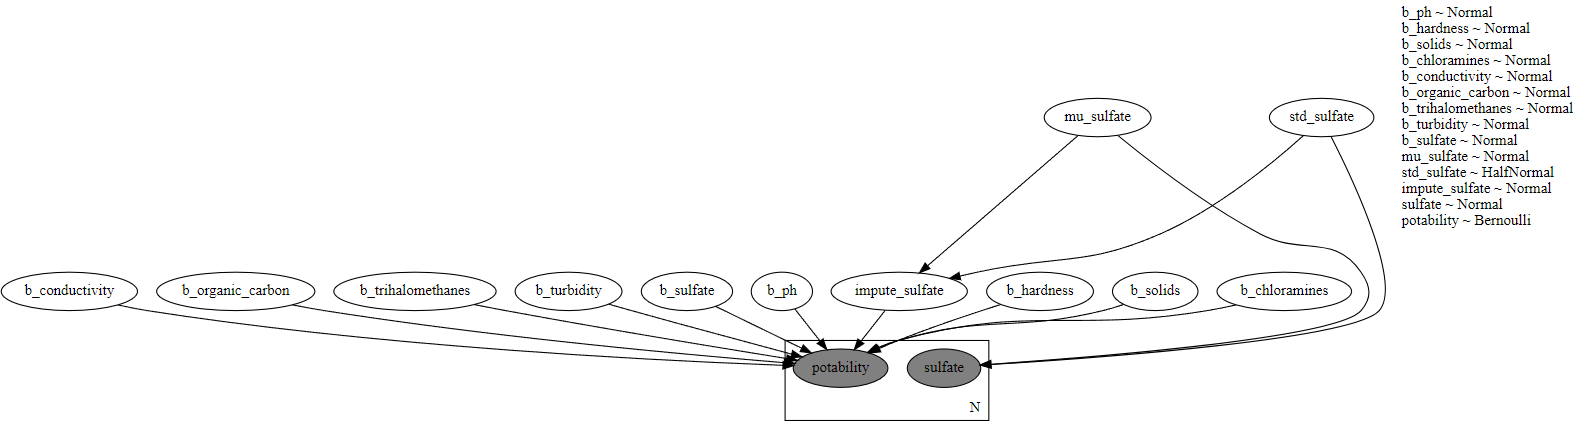 b_ph ~ Normal
b_hardness ~ Normal
b_solids ~ Normal
b_chloramines ~ Normal
b_conductivity ~ Normal
b_organic_carbon ~ Normal
b_trihalomethanes ~ Normal
b_turbidity ~ Normal
b_sulfate ~ Normal
mu_sulfate ~ Normal
std_sulfate ~ HalfNormal
impute_sulfate ~ Normal
sulfate ~ Normal
potability ~ Bernoulli
mu_sulfate
std_sulfate
b_conductivity
b_organic_carbon
b_trihalomethanes
b_turbidity
b_sulfate
b_ph
impute_sulfate
b_hardness
b_solids
b_chloramines
potability
sulfate
N